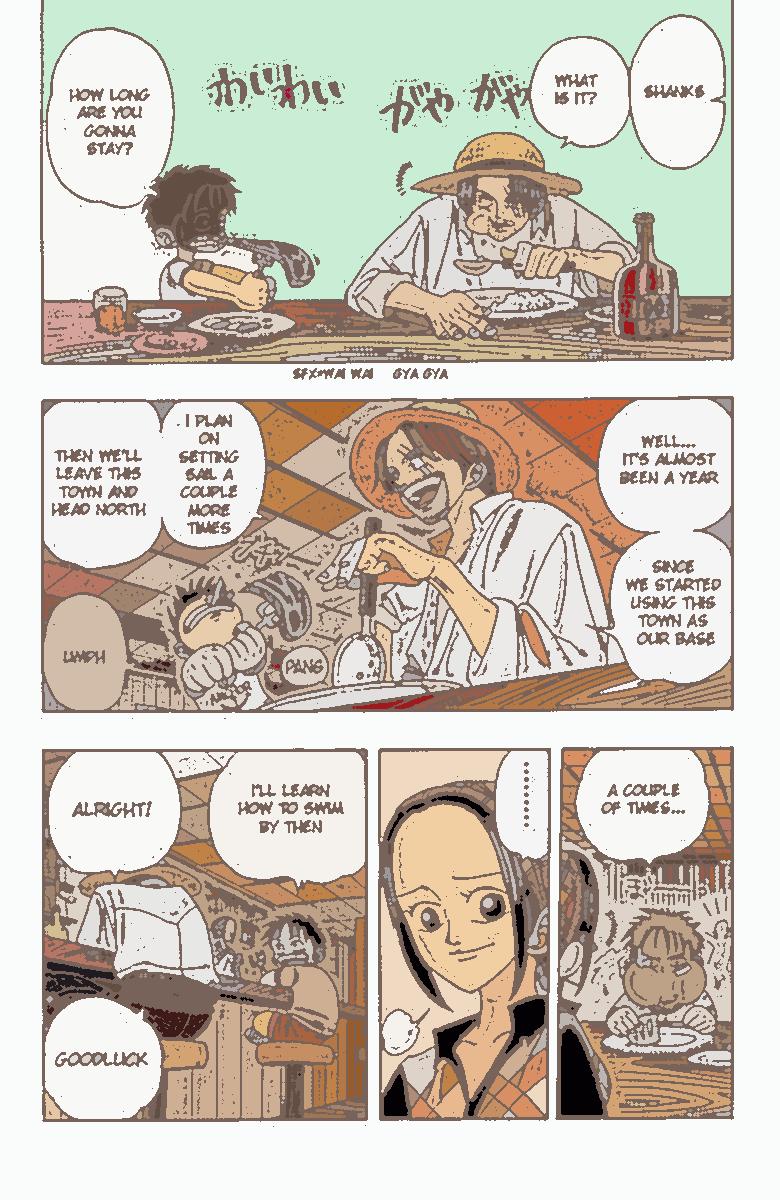 SHANKS
WHAT
IS IT?
がや がや
わいわい
HOW LONG
ARE YOU
GONNA
STAY?
SFX=WAI WAI GYA GYA
WELL...
IT'S ALMOST
BEEN A YEAR
SINCE
WE STARTED
USING THIS
TOWN AS
OUR BASE
I PLAN
ON
SETTING
SAIL A
COUPLE
MORE
TIMES
THEN WE'LL
LEAVE THIS
TOWN AND
HEAD NORTH
PANG
UMPH
A COUPLE
OF TIMES...
.........
I'LL LEARN
HOW TO SWIM
BY THEN
ALRIGHT!
GOODLUCK